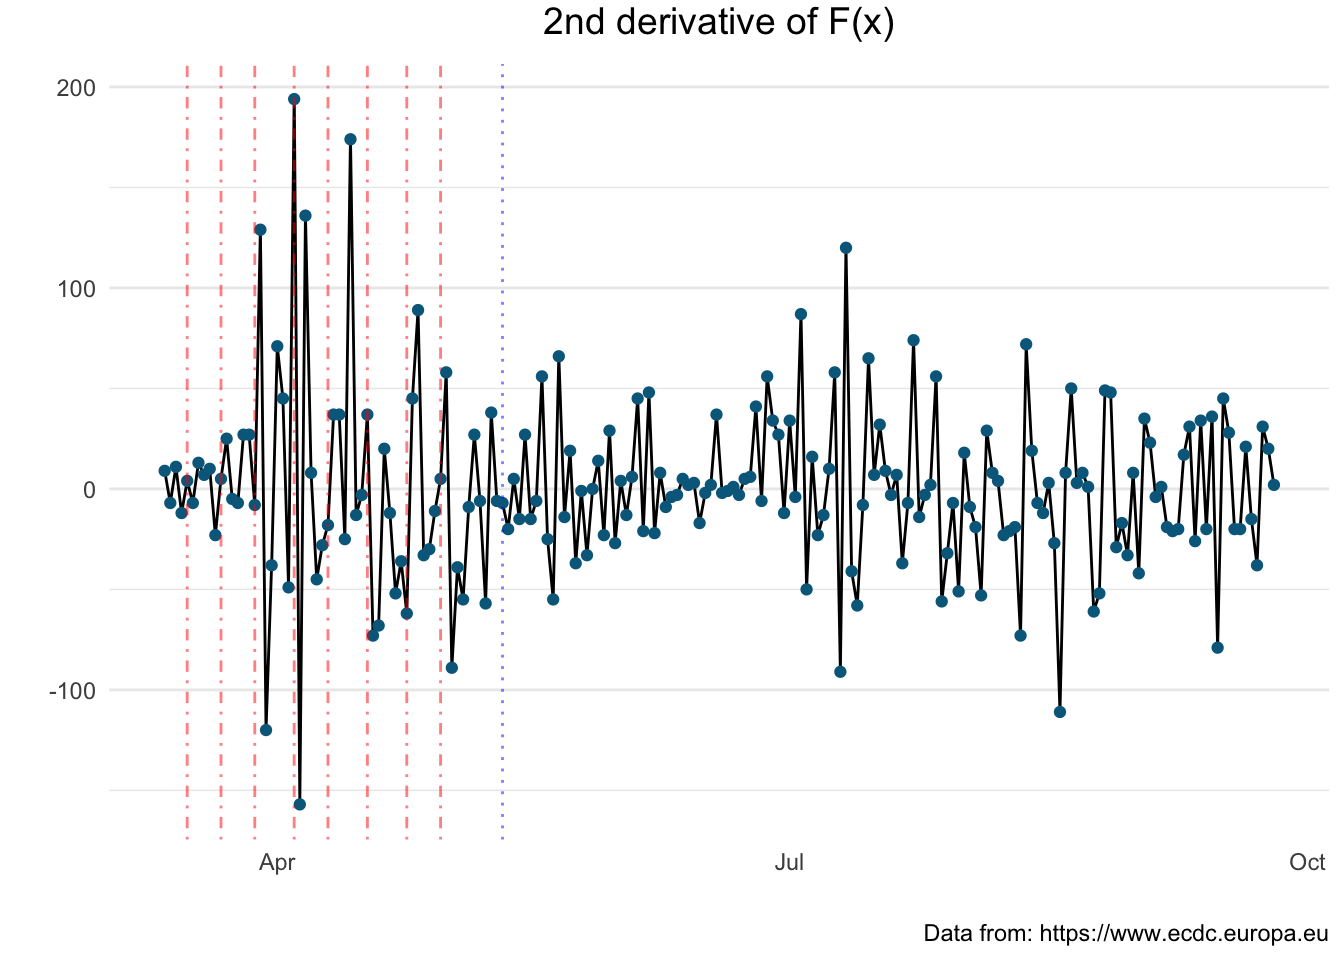 2nd derivative of F(x)
200
100
0
-100
Apr Jul Oct
Data from: https://www.ecdc.europa.eu